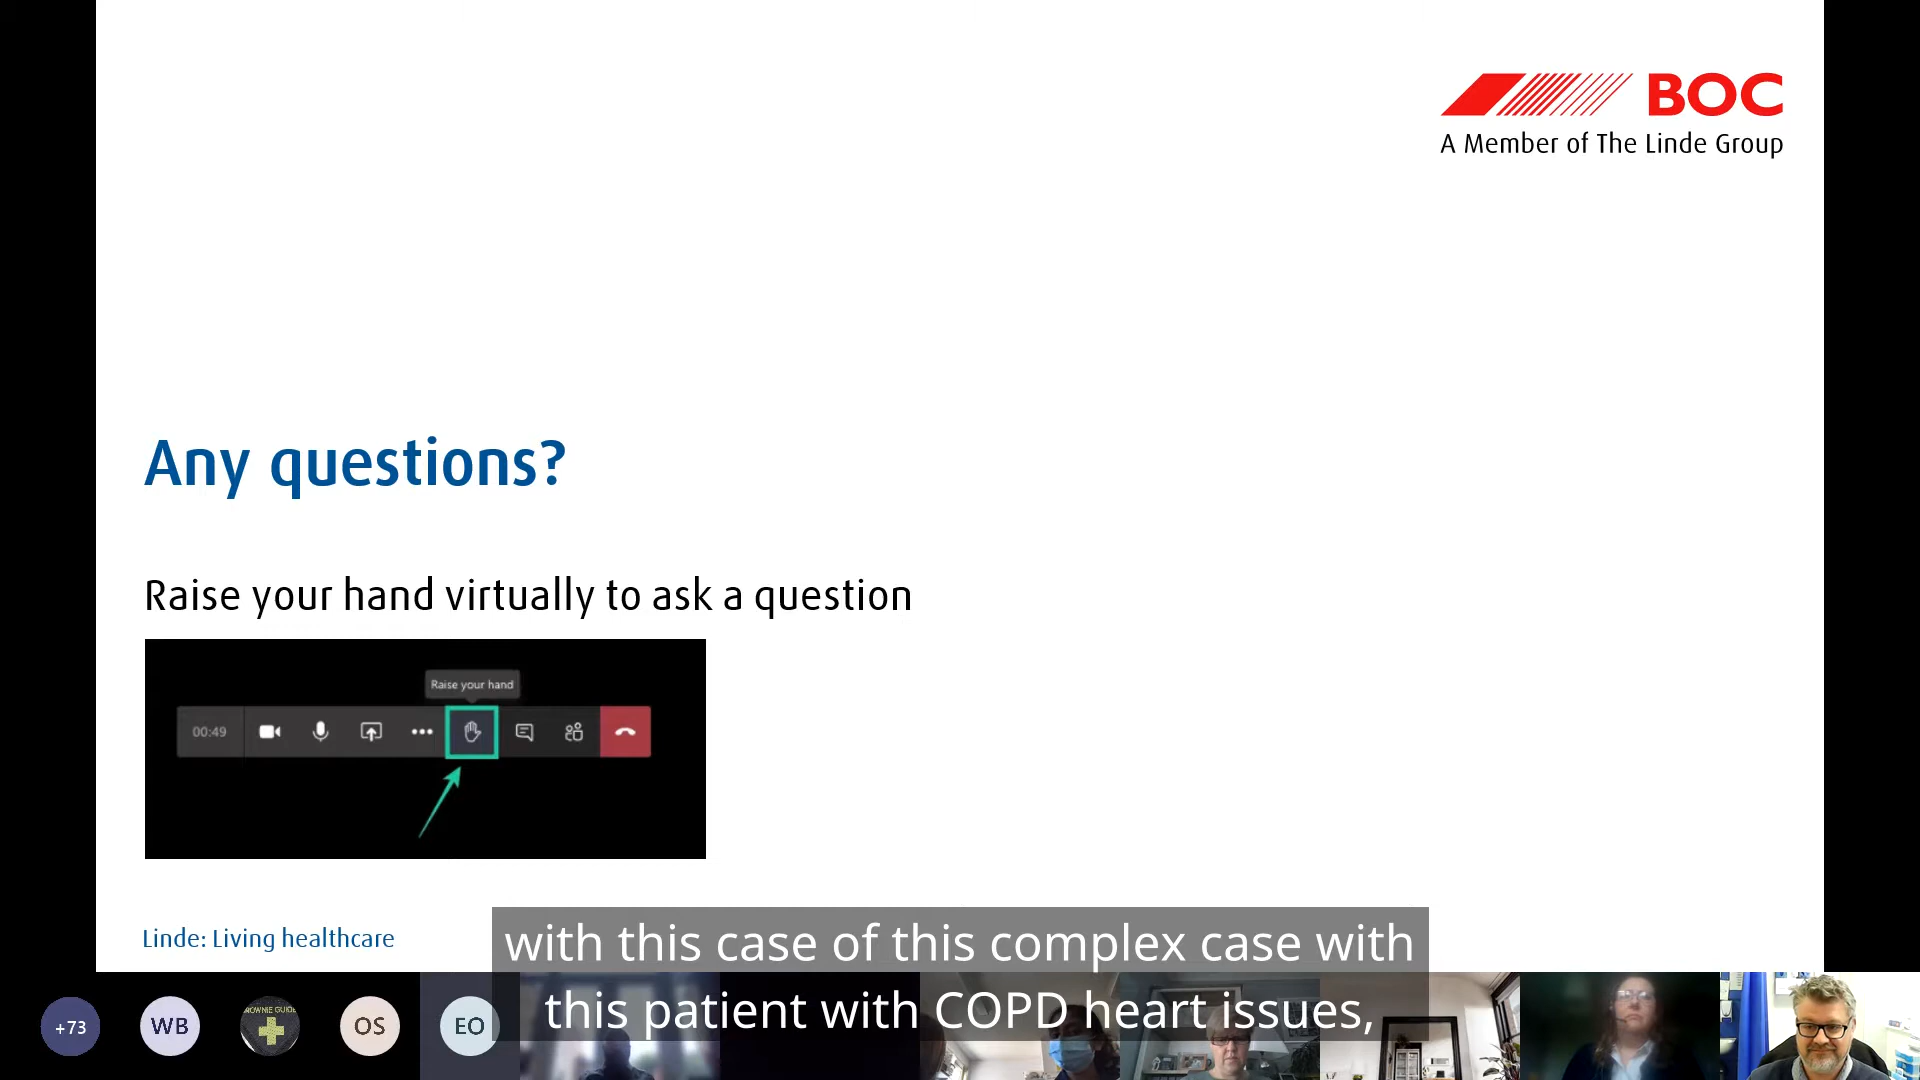 BOC
A Member of The Linde Group
Any questions?
Raise your hand virtually to ask a question
Raise your hand
00:49
Linde: Living healthcare
with this case of this complex case with
this patient with COPD heart issues,
+73
WB
ROWNIE GUID
OS
EO